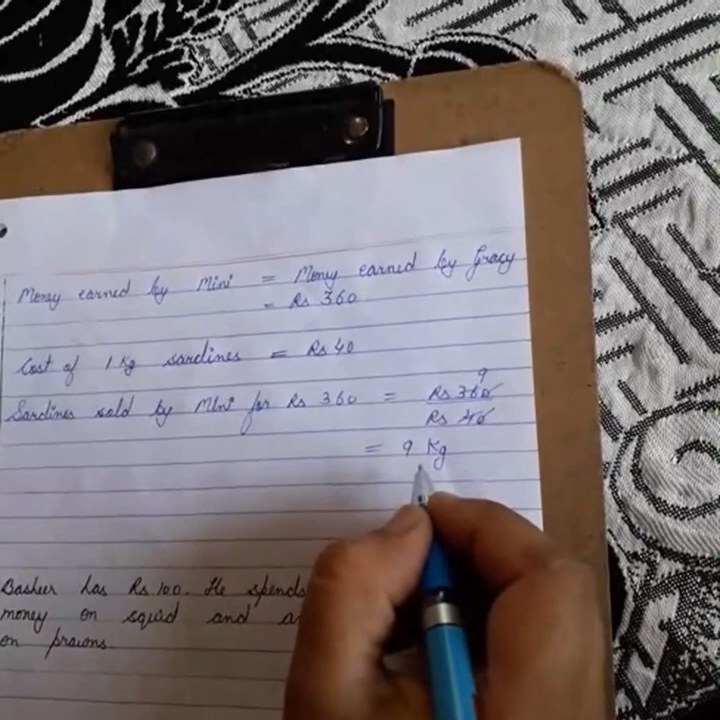 Money earned by Mini = Money earned by Gracy
= Rs 360
Cost of 1 Kg sardines = Rs 40
9
Sardines sold by Mini for Rs 360 = Rs 360
Rs 40
= 9 Kg
Basheer has Rs 100. He spends
money on squid and
on prawns